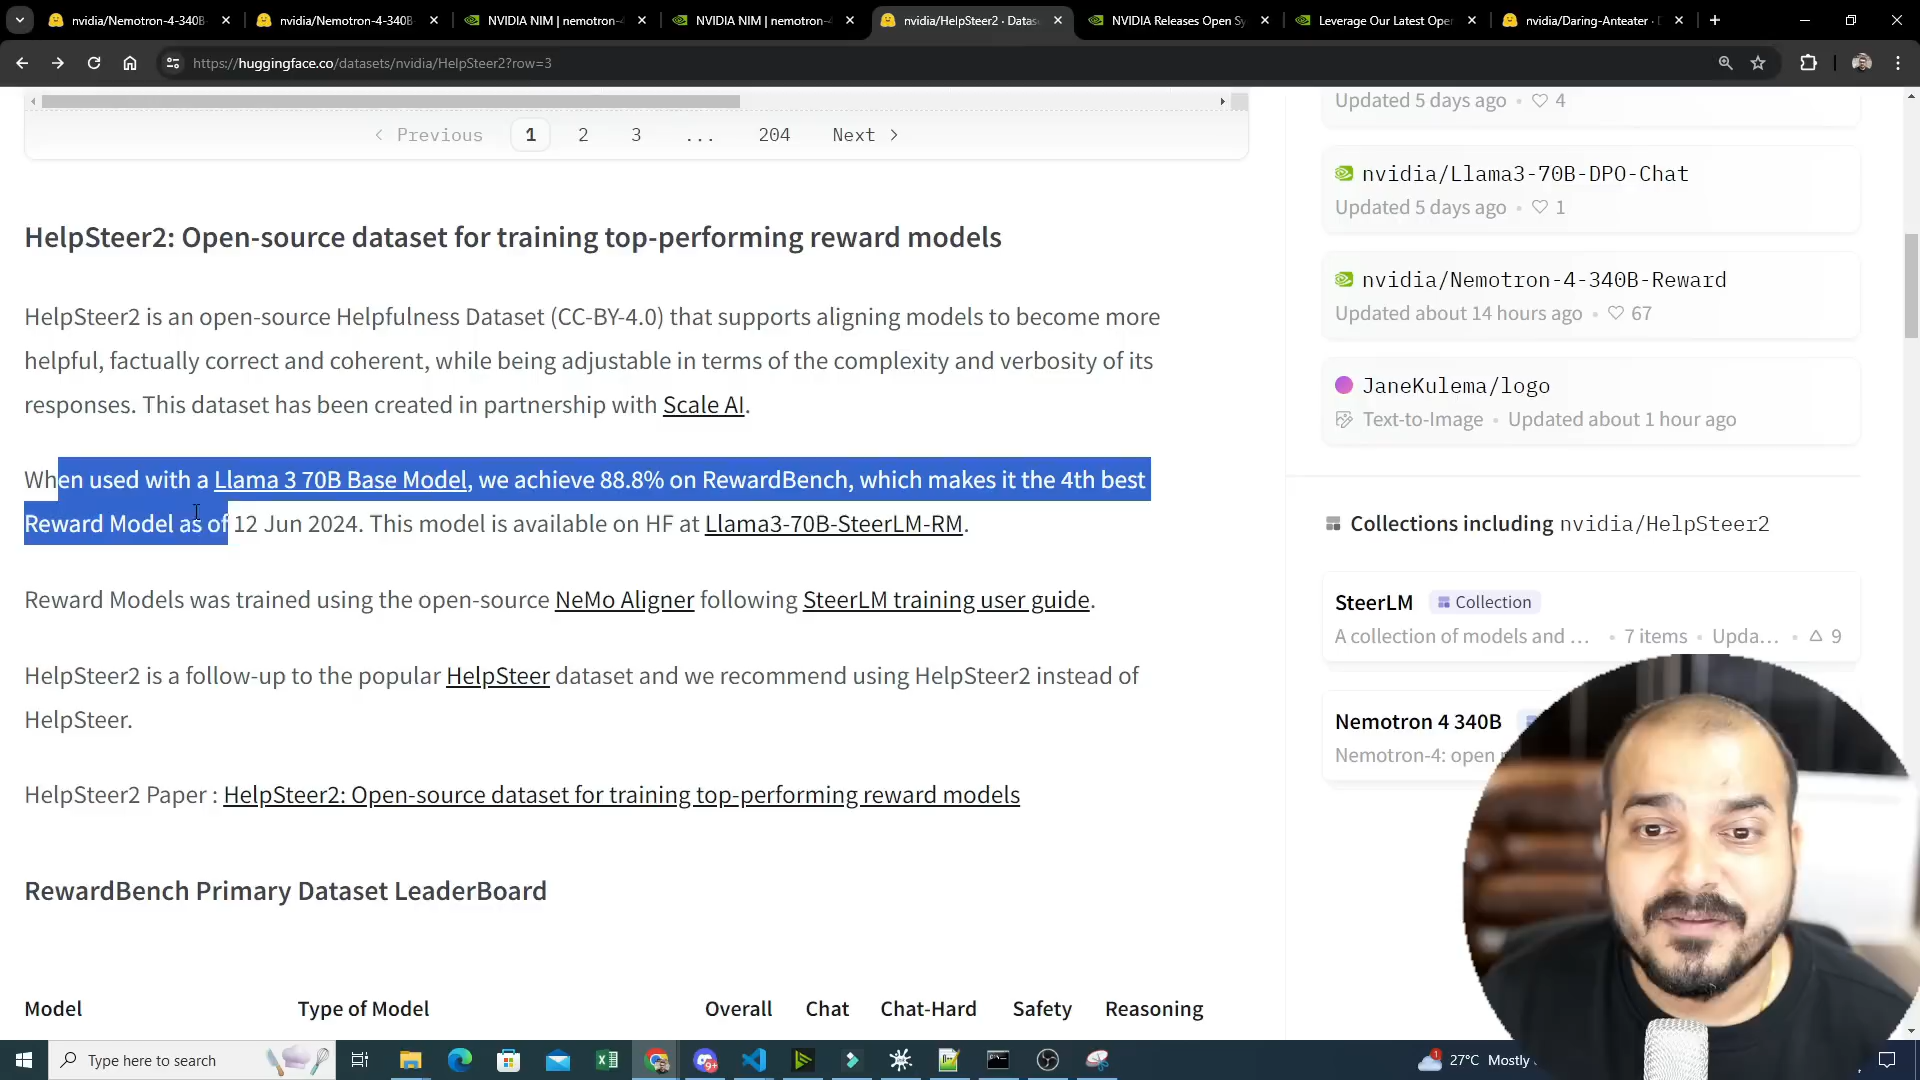 nvidia/Nemotron-4-340B
nvidia/Nemotron-4-340B
NVIDIA NIM | nemotron-
NVIDIA NIM | nemotron-
nvidia/HelpSteer2 · Datas
NVIDIA Releases Open Sy
Leverage Our Latest Ope
nvidia/Daring-Anteater ·
https://huggingface.co/datasets/nvidia/HelpSteer2?row=3
< Previous 1 2 3 ... 204 Next >
HelpSteer2: Open-source dataset for training top-performing reward models
HelpSteer2 is an open-source Helpfulness Dataset (CC-BY-4.0) that supports aligning models to become more
helpful, factually correct and coherent, while being adjustable in terms of the complexity and verbosity of its
responses. This dataset has been created in partnership with Scale AI.
When used with a Llama 3 70B Base Model, we achieve 88.8% on RewardBench, which makes it the 4th best
Reward Model as of 12 Jun 2024. This model is available on HF at Llama3-70B-SteerLM-RM.
Reward Models was trained using the open-source NeMo Aligner following SteerLM training user guide.
HelpSteer2 is a follow-up to the popular HelpSteer dataset and we recommend using HelpSteer2 instead of
HelpSteer.
HelpSteer2 Paper : HelpSteer2: Open-source dataset for training top-performing reward models
RewardBench Primary Dataset LeaderBoard
Model Type of Model Overall Chat Chat-Hard Safety Reasoning
Updated 5 days ago • 4
nvidia/Llama3-70B-DPO-Chat
Updated 5 days ago • 1
nvidia/Nemotron-4-340B-Reward
Updated about 14 hours ago • 67
JaneKulema/logo
Text-to-Image • Updated about 1 hour ago
Collections including nvidia/HelpSteer2
SteerLM Collection
A collection of models and ... • 7 items • Upda... • 9
Nemotron 4 340B
Nemotron-4: open
Type here to search
9+
1
27°C Mostly